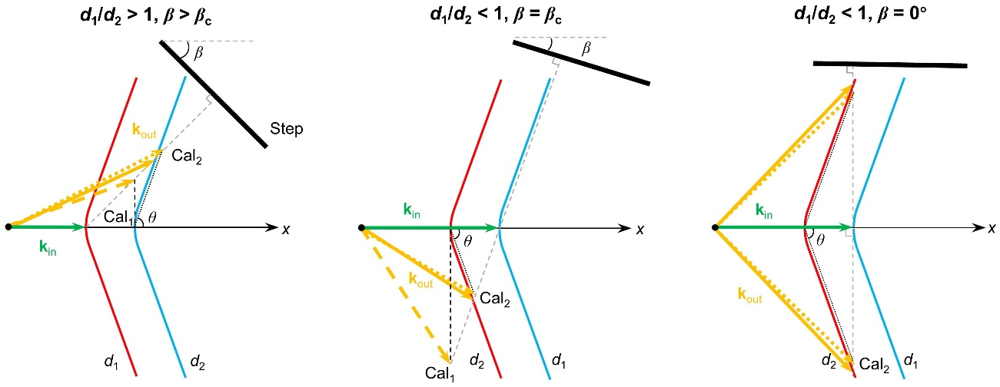 d₁/d₂ > 1, β > βc
β
Step
kout
Cal₂
Cal₁
θ
x
kin
d₁
d₂
d₁/d₂ < 1, β = βc
β
kin
x
θ
kout
Cal₂
Cal₁
d₂
d₁
d₁/d₂ < 1, β = 0°
kin
x
θ
kout
d₂
Cal₂
d₁